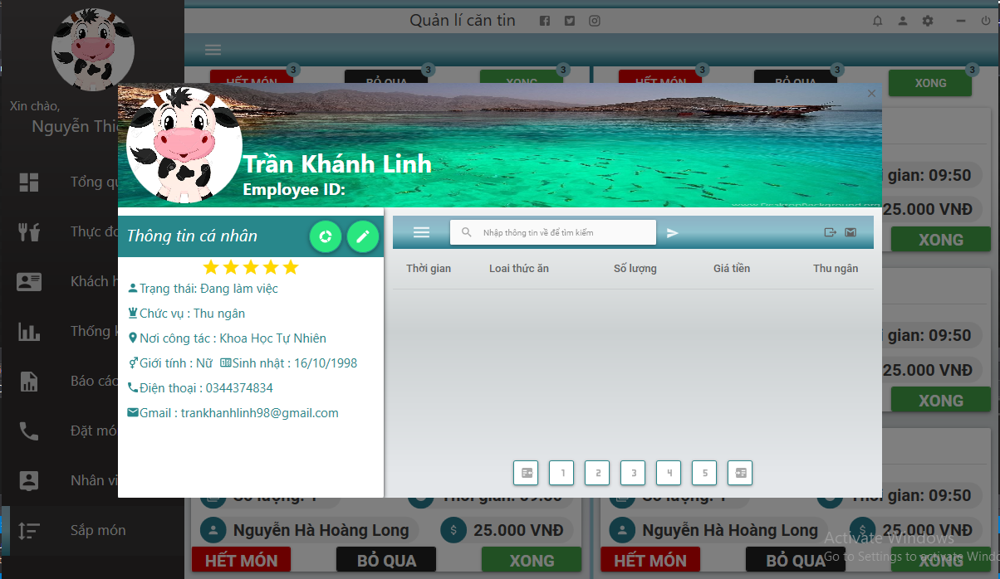 Quản lí căn tin
Xin chào,
Nguyễn Thi
3 3 3 3 3 3
HẾT MÓN BỎ QUA XONG HẾT MÓN BỎ QUA XONG
Trần Khánh Linh
Employee ID:
Tổng qu
Thực đơ
Khách h
Thống k
Báo cáo
Đặt mó
Nhân vi
Sắp món
Thông tin cá nhân
Trạng thái: Đang làm việc
Chức vụ : Thu ngân
Nơi công tác : Khoa Học Tự Nhiên
Giới tính : Nữ Sinh nhật : 16/10/1998
Điện thoại : 0344374834
Gmail : trankhanhlinh98@gmail.com
Nhập thông tin về để tìm kiếm
Thời gian Loai thức ăn Số lượng Giá tiền Thu ngân
1 2 3 4 5
gian: 09:50
25.000 VNĐ
XONG
gian: 09:50
25.000 VNĐ
XONG
Số lượng: 1 Thời gian: 09:50 Số lượng: 1 Thời gian: 09:50
Nguyễn Hà Hoàng Long 25.000 VNĐ Nguyễn Hà Hoàng Long 25.000 VNĐ
HẾT MÓN BỎ QUA XONG HẾT MÓN BỎ QUA XONG
Activate Windows
Go to Settings to activate Wind